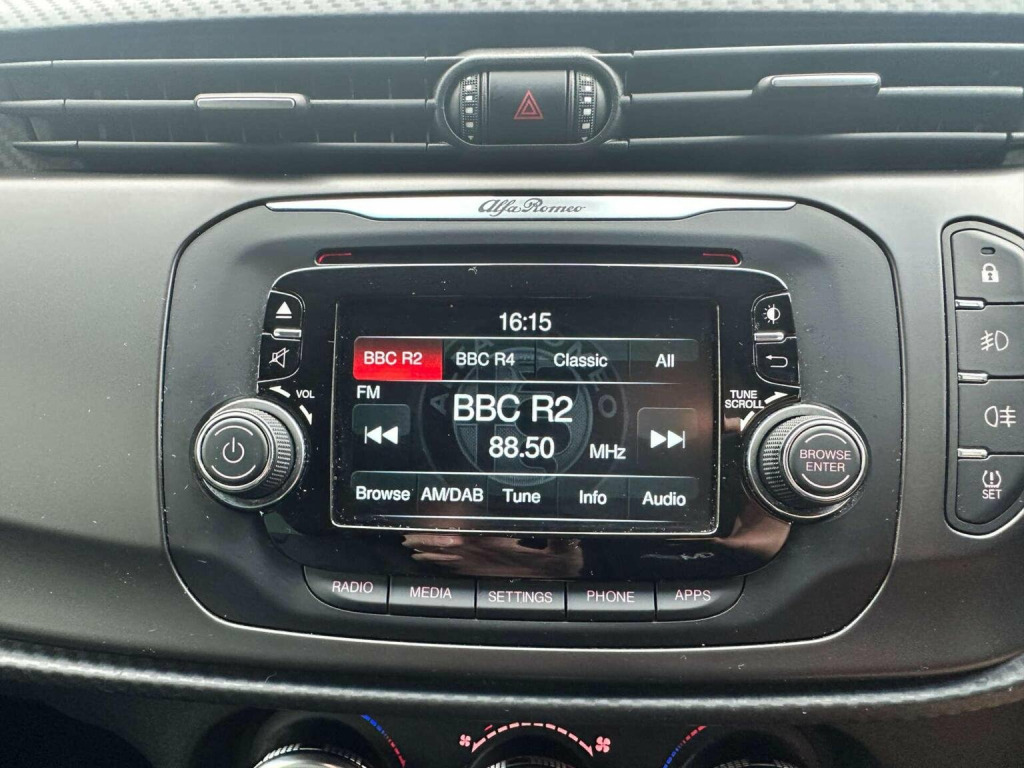 Alfa Romeo
16:15
BBC R2 BBC R4 Classic All
VOL
FM
TUNE
SCROLL
BBC R2
88.50 MHz
BROWSE
ENTER
Browse AM/DAB Tune Info Audio
SET
RADIO MEDIA SETTINGS PHONE APPS